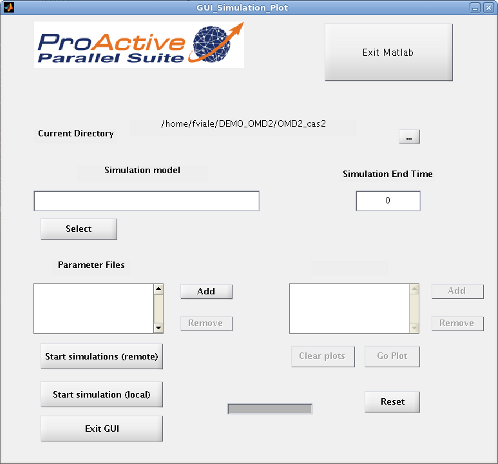 GUI_Simulation_Plot
ProActive
Parallel Suite
Exit Matlab
/home/fviale/DEMO_OMD2/OMD2_cas2
Current Directory
...
Simulation model
Simulation End Time
0
Select
Parameter Files
Add
Add
Remove
Remove
Start simulations (remote)
Clear plots
Go Plot
Start simulation (local)
Reset
Exit GUI